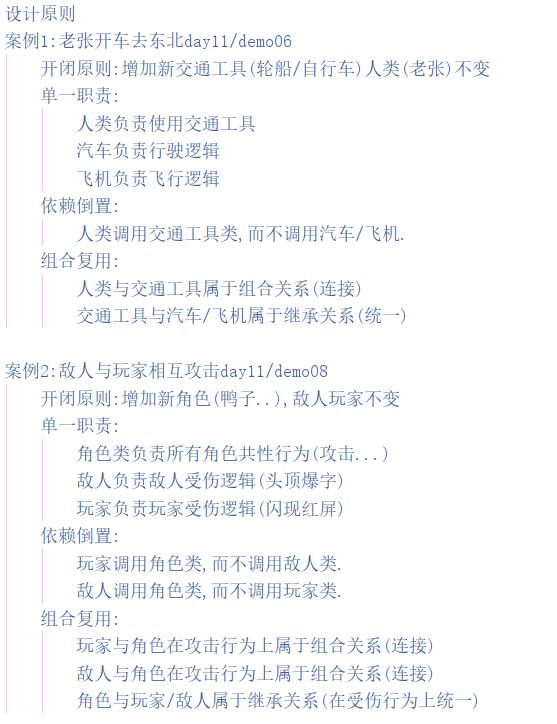 设计原则
案例1:老张开车去东北day11/demo06
开闭原则:增加新交通工具(轮船/自行车)人类(老张)不变
单一职责:
人类负责使用交通工具
汽车负责行驶逻辑
飞机负责飞行逻辑
依赖倒置:
人类调用交通工具类,而不调用汽车/飞机.
组合复用:
人类与交通工具属于组合关系(连接)
交通工具与汽车/飞机属于继承关系(统一)
案例2:敌人与玩家相互攻击day11/demo08
开闭原则:增加新角色(鸭子..),敌人玩家不变
单一职责:
角色类负责所有角色共性行为(攻击...)
敌人负责敌人受伤逻辑(头顶爆字)
玩家负责玩家受伤逻辑(闪现红屏)
依赖倒置:
玩家调用角色类,而不调用敌人类.
敌人调用角色类,而不调用玩家类.
组合复用:
玩家与角色在攻击行为上属于组合关系(连接)
敌人与角色在攻击行为上属于组合关系(连接)
角色与玩家/敌人属于继承关系(在受伤行为上统一)